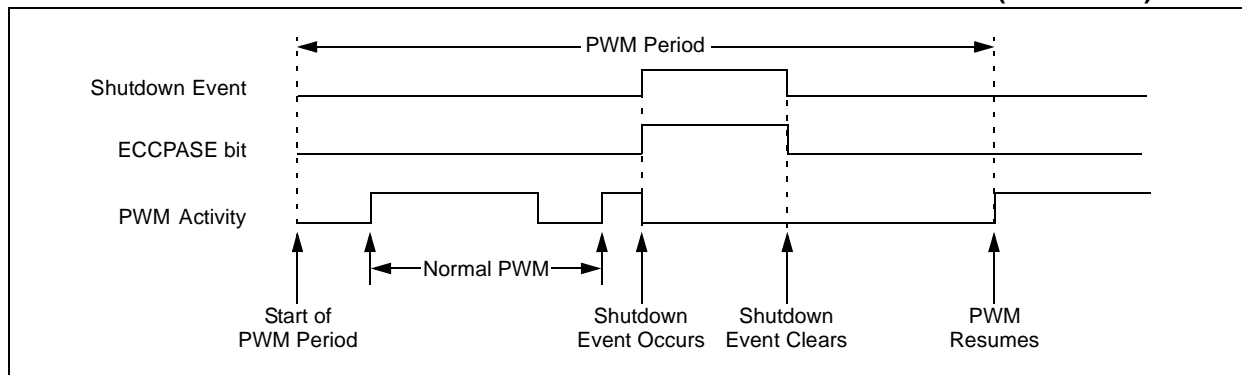 PWM Period
Shutdown Event
ECCPASE bit
PWM Activity
Normal PWM
Start of
PWM Period
Shutdown
Event Occurs
Shutdown
Event Clears
PWM
Resumes